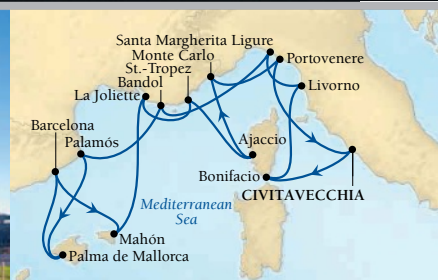 Santa Margherita Ligure
Monte Carlo
Portovenere
St.-Tropez
Bandol
Livorno
La Joliette
Barcelona
Palamós
Ajaccio
Bonifacio
CIVITAVECCHIA
Mediterranean
Sea
Mahón
Palma de Mallorca